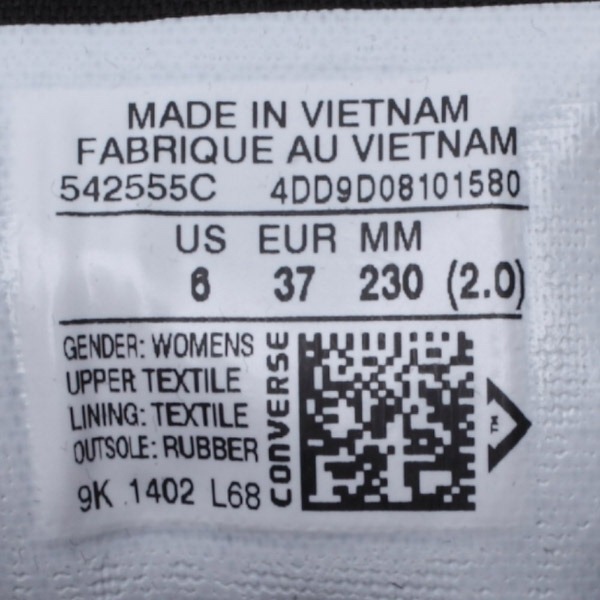 MADE IN VIETNAM
FABRIQUE AU VIETNAM
542555C 4DD9D08101580
US EUR MM
6 37 230 (2.0)
GENDER: WOMENS
UPPER TEXTILE
LINING: TEXTILE
OUTSOLE: RUBBER
9K 1402 L68
CONVERSE
TM